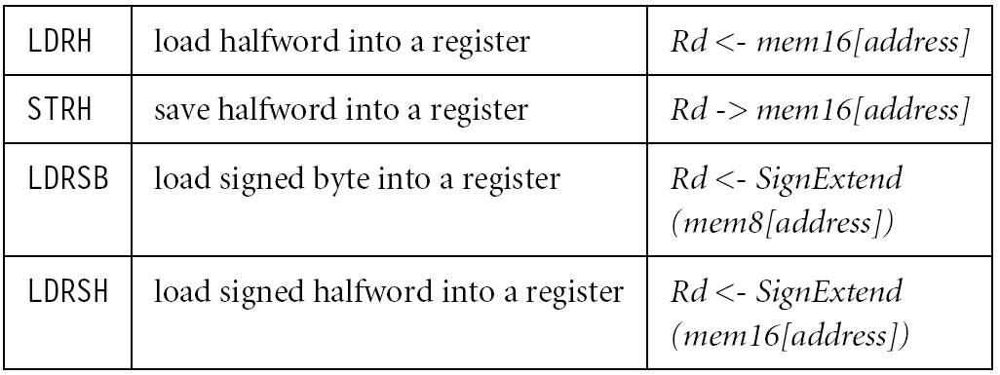 LDRH load halfword into a register Rd <- mem16[address]
STRH save halfword into a register Rd -> mem16[address]
LDRSB load signed byte into a register Rd <- SignExtend
(mem8[address])
LDRSH load signed halfword into a register Rd <- SignExtend
(mem16[address])